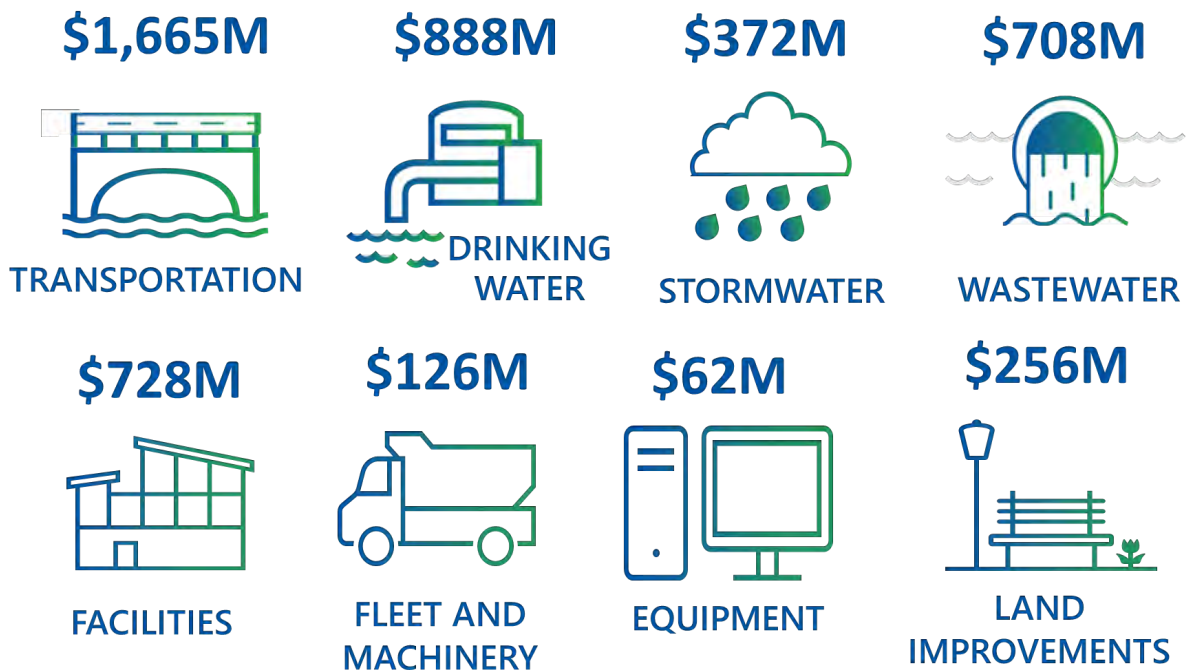 $1,665M
TRANSPORTATION
$888M
DRINKING
WATER
$372M
STORMWATER
$708M
WASTEWATER
$728M
FACILITIES
$126M
FLEET AND
MACHINERY
$62M
EQUIPMENT
$256M
LAND
IMPROVEMENTS